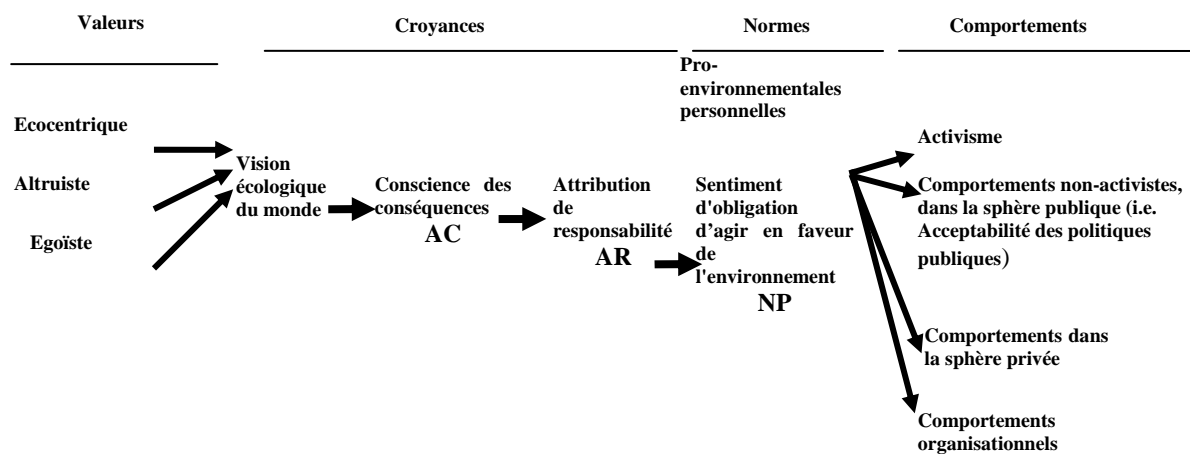 Valeurs
Croyances
Normes
Comportements
Pro-
environnementales
personnelles
Ecocentrique
Altruiste
Egoïste
Vision
écologique
du monde
Conscience des
conséquences
AC
Attribution
de
responsabilité
AR
Sentiment
d'obligation
d’agir en faveur
de
l'environnement
NP
Activisme
Comportements non-activistes,
dans la sphère publique (i.e.
Acceptabilité des politiques
publiques)
Comportements dans
la sphère privée
Comportements
organisationnels